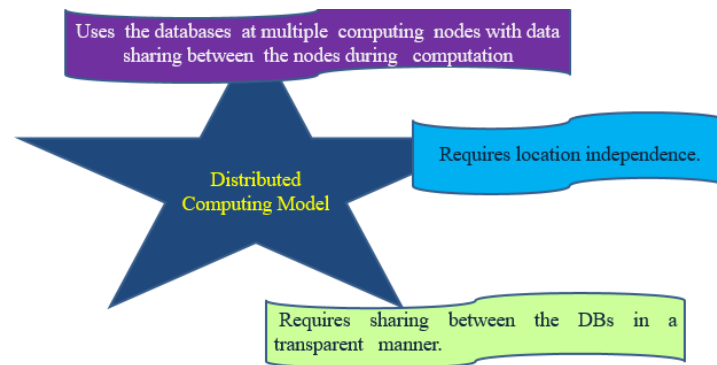 Uses the databases at multiple computing nodes with data
sharing between the nodes during computation
Requires location independence.
Distributed
Computing Model
Requires sharing between the DBs in a
transparent manner.